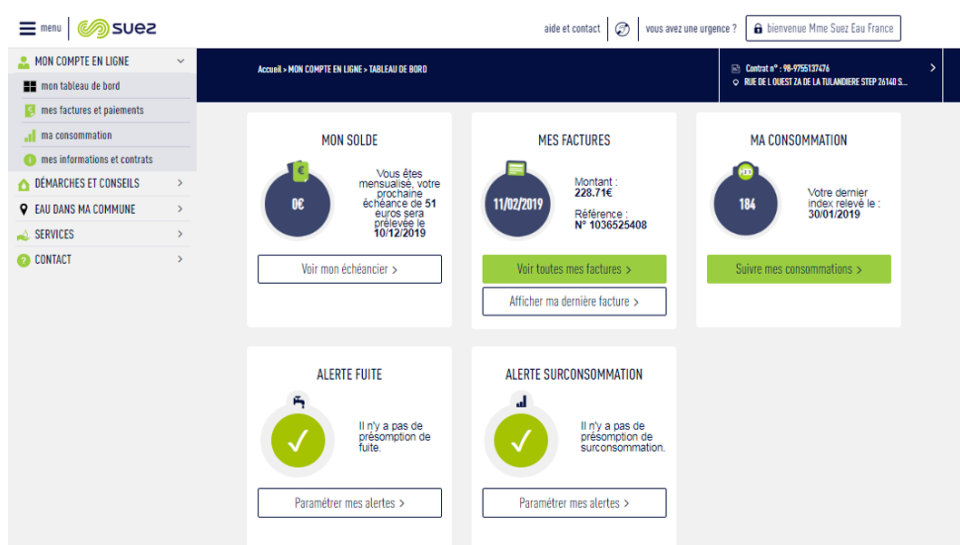 menu
suez
aide et contact
vous avez une urgence ?
bienvenue Mme Suez Eau France
MON COMPTE EN LIGNE
mon tableau de bord
mes factures et paiements
ma consommation
mes informations et contrats
DÉMARCHES ET CONSEILS
EAU DANS MA COMMUNE
SERVICES
CONTACT
Accueil > MON COMPTE EN LIGNE > TABLEAU DE BORD
Contrat n° : 98-9755137476
RUE DE L OUEST ZA DE LA TULANDIERE STEP 26140 S...
MON SOLDE
0€
Vous êtes
mensualisé, votre
prochaine
échéance de 51
euros sera
prélevée le
10/12/2019
Voir mon échéancier >
MES FACTURES
11/02/2019
Montant :
228.71€
Référence :
N° 1036525408
Voir toutes mes factures >
Afficher ma dernière facture >
MA CONSOMMATION
184
Votre dernier
index relevé le :
30/01/2019
Suivre mes consommations >
ALERTE FUITE
Il n'y a pas de
présomption de
fuite.
Paramétrer mes alertes >
ALERTE SURCONSOMMATION
Il n'y a pas de
présomption de
surconsommation.
Paramétrer mes alertes >